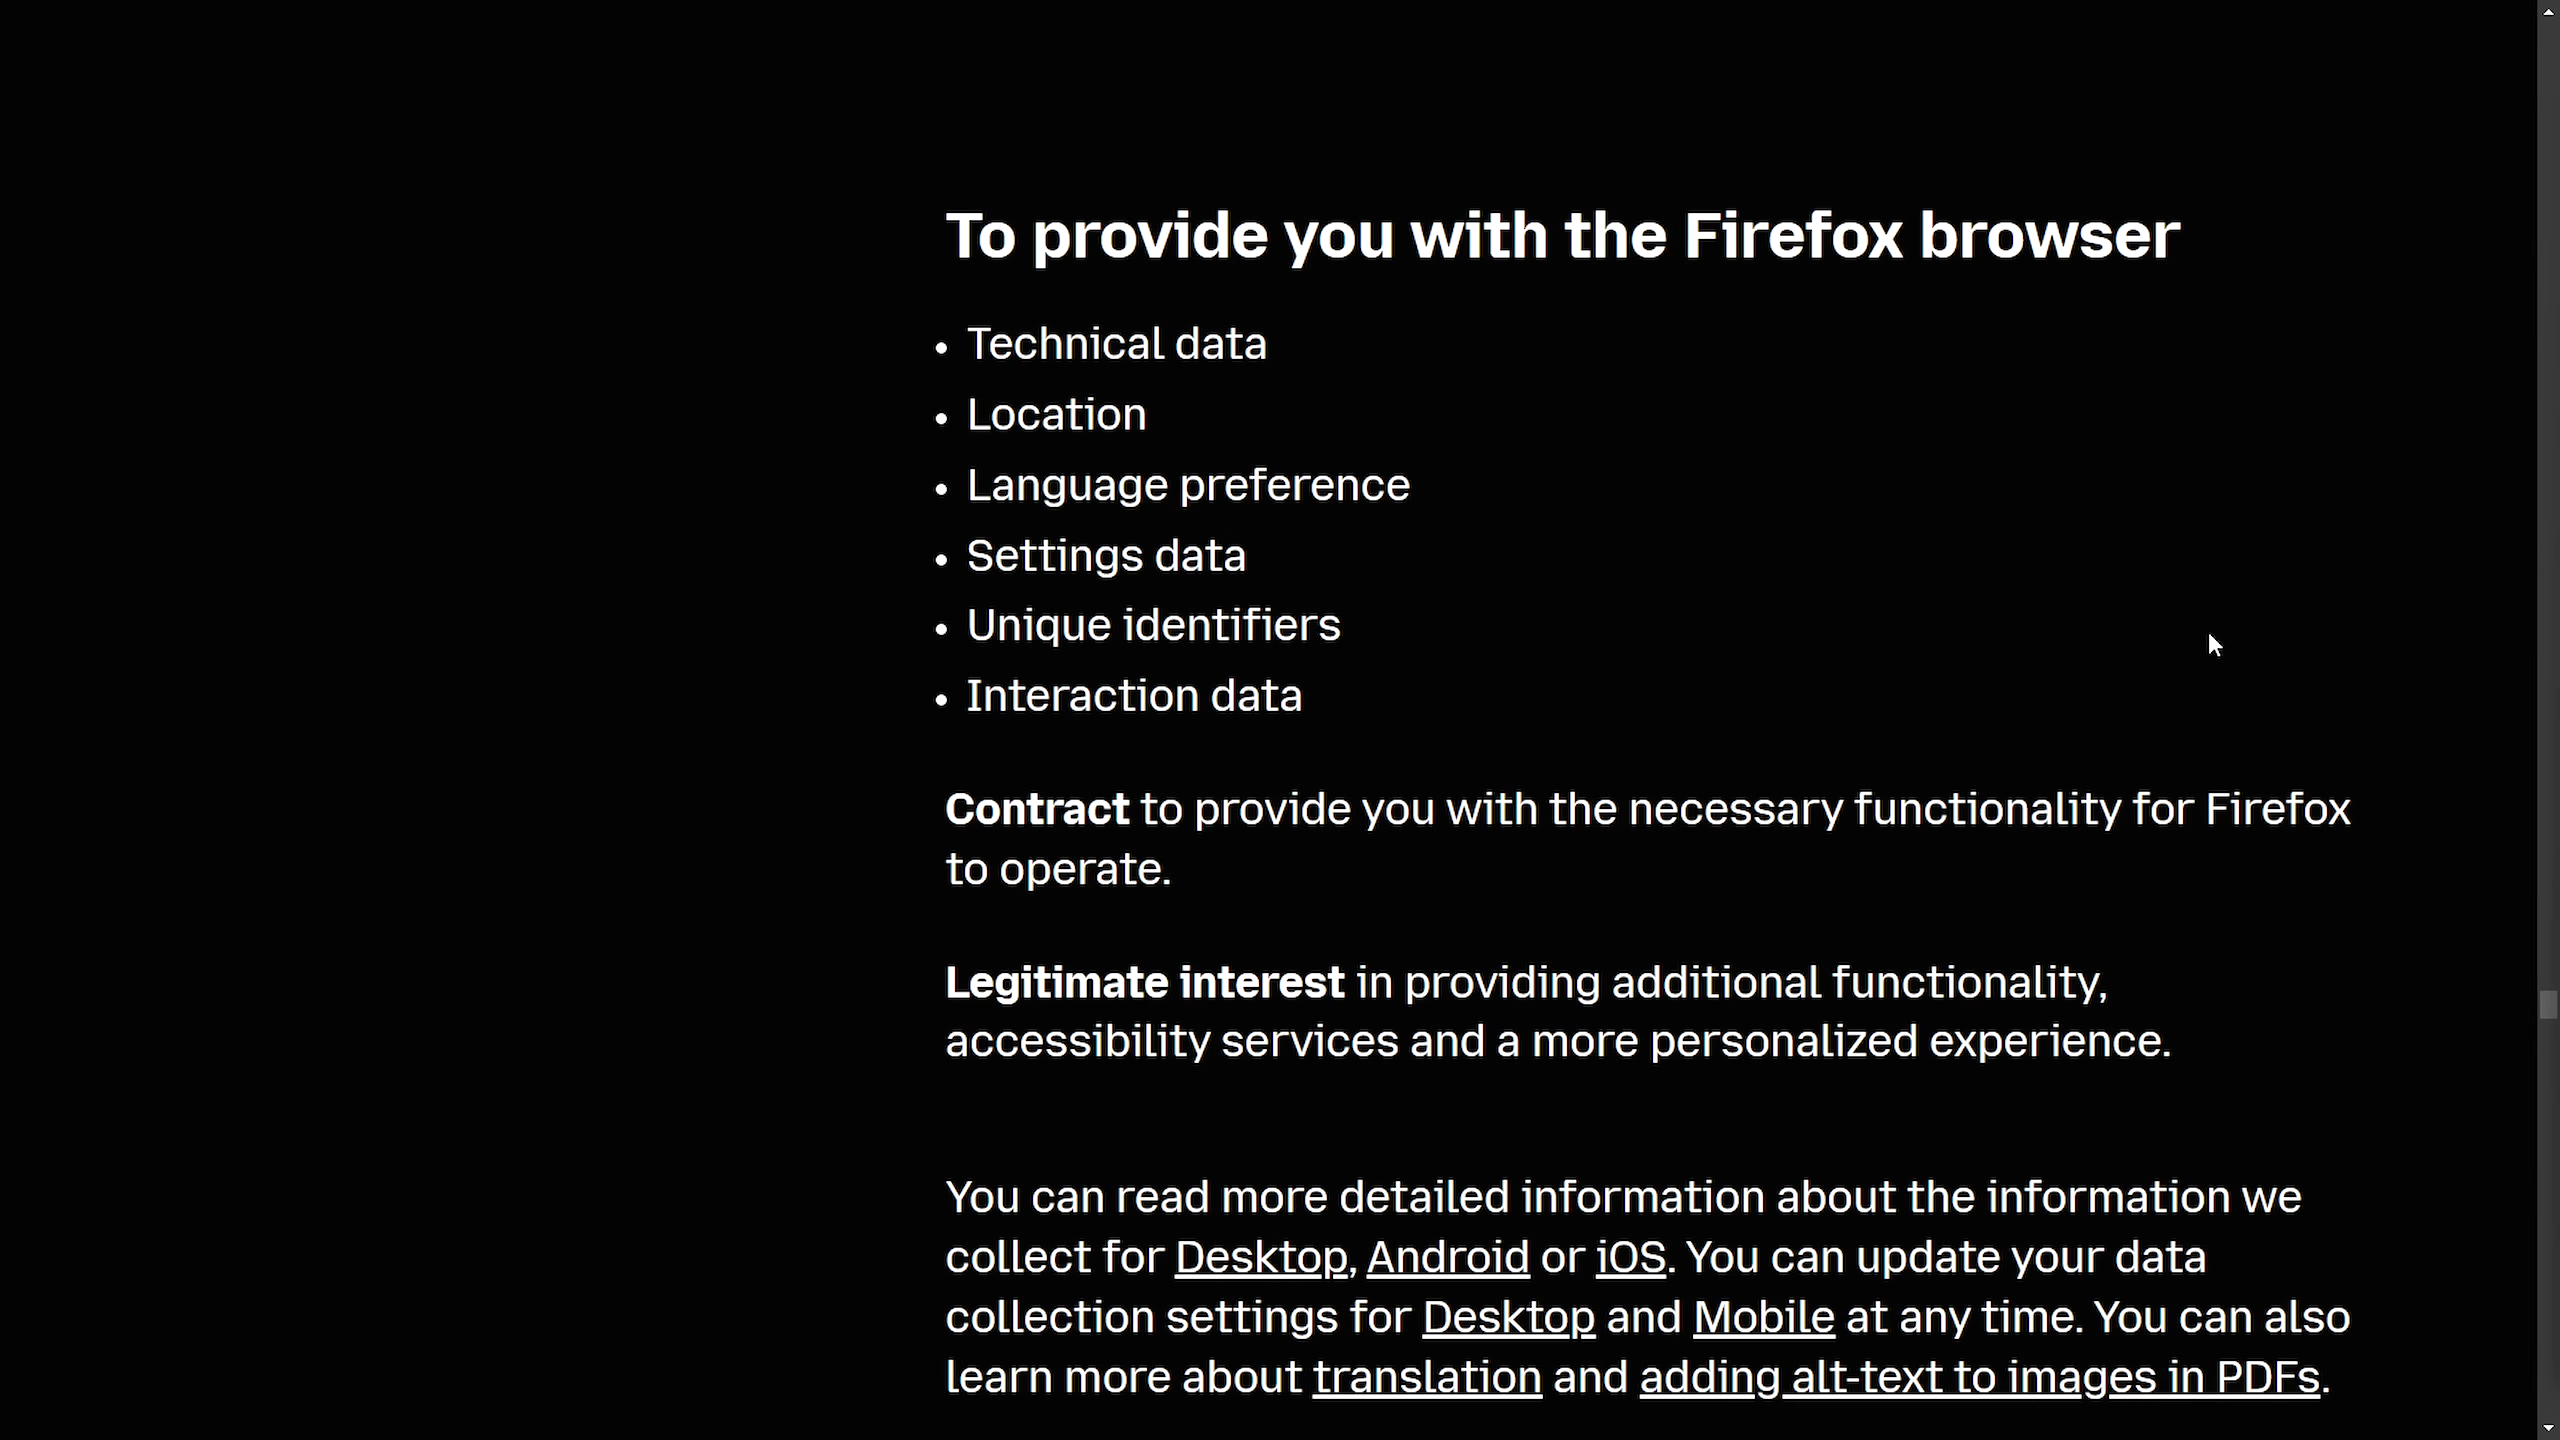 To provide you with the Firefox browser
• Technical data
• Location
• Language preference
• Settings data
• Unique identifiers
• Interaction data
Contract to provide you with the necessary functionality for Firefox
to operate.
Legitimate interest in providing additional functionality,
accessibility services and a more personalized experience.
You can read more detailed information about the information we
collect for Desktop, Android or iOS. You can update your data
collection settings for Desktop and Mobile at any time. You can also
learn more about translation and adding alt-text to images in PDFs.